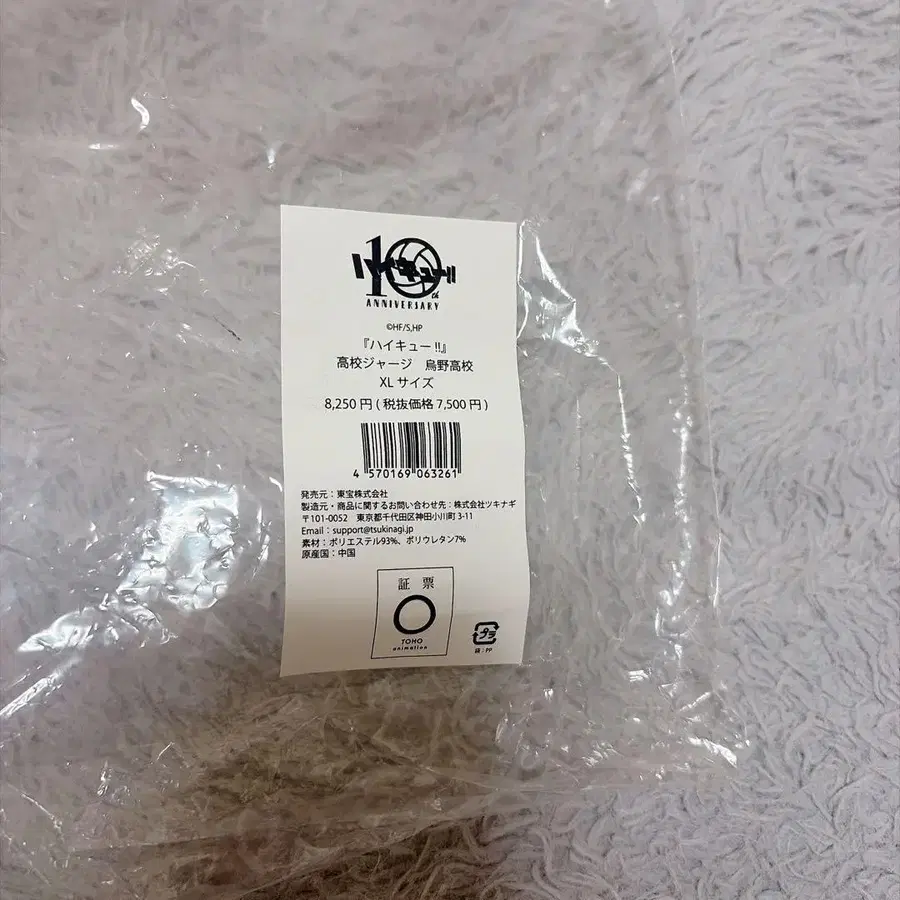 ハイキュー!!
10th
ANNIVERSARY
©HF/S,HP
『ハイキュー!!』
高校ジャージ　烏野高校
XLサイズ
8,250円(税抜価格7,500円)
4 570169 063261
発売元：東宝株式会社
製造元・商品に関するお問い合わせ先：株式会社ツキナギ
〒101-0052　東京都千代田区神田小川町3-11
Email：support@tsukinagi.jp
素材：ポリエステル93%、ポリウレタン7%
原産国：中国
証 票
TOHO
animation
プラ
袋：PP